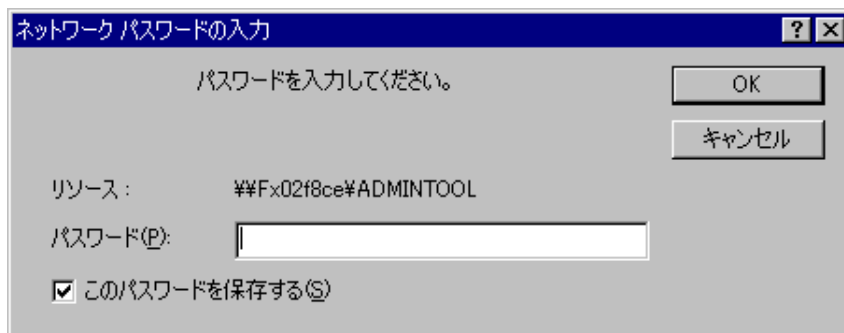 ネットワーク パスワードの入力
パスワードを入力してください。
OK
キャンセル
リソース : ¥¥Fx02f8ce¥ADMINTOOL
パスワード(P):
このパスワードを保存する(S)